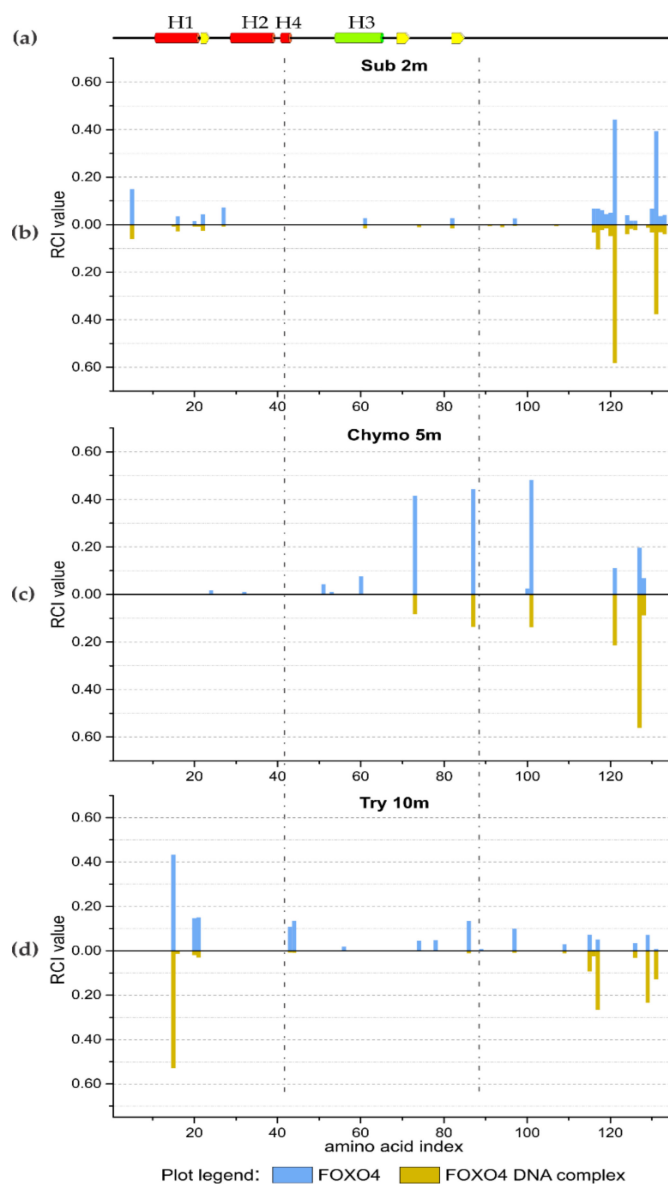 H1 H2 H4 H3
(a)
Sub 2m
0.60
0.40
0.20
0.00
0.20
0.40
0.60
RCI value
(b)
20 40 60 80 100 120
Chymo 5m
0.60
0.40
0.20
0.00
0.20
0.40
0.60
RCI value
(c)
20 40 60 80 100 120
Try 10m
0.60
0.40
0.20
0.00
0.20
0.40
0.60
RCI value
(d)
20 40 60 80 100 120
amino acid index
Plot legend: FOXO4 FOXO4 DNA complex